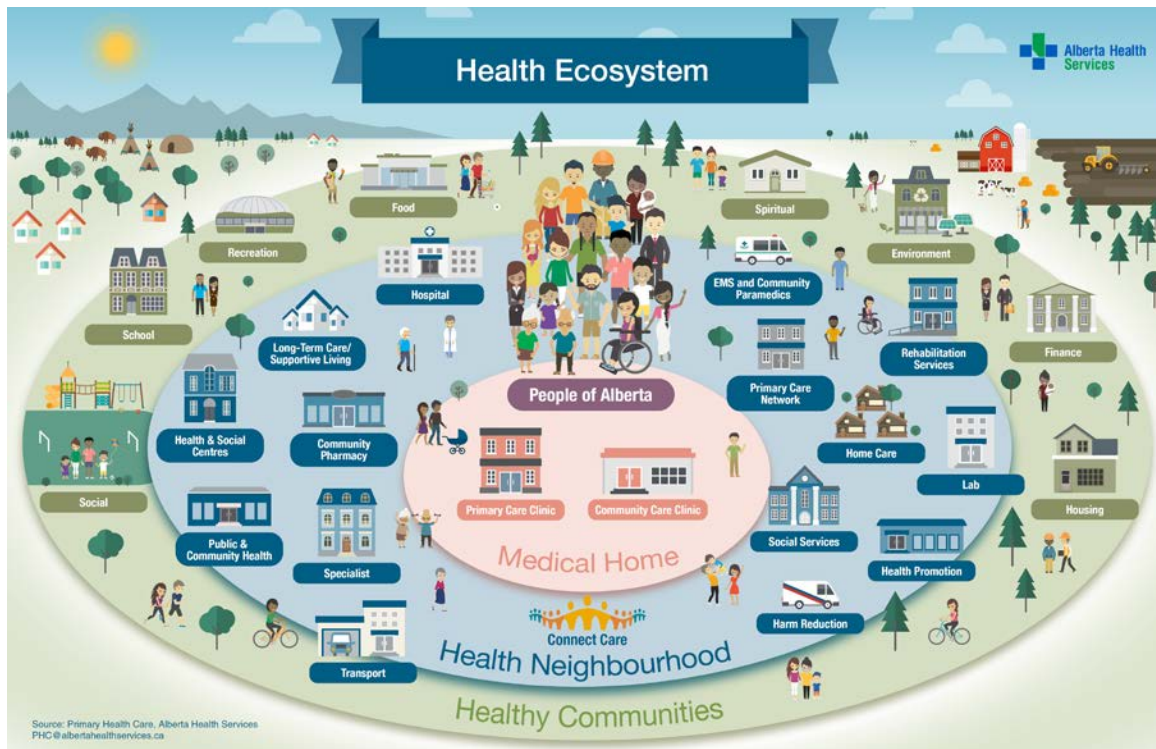 Health Ecosystem
Alberta Health
Services
Food
Spiritual
Recreation
Environment
Hospital
EMS and Community
Paramedics
School
Long-Term Care/
Supportive Living
Rehabilitation
Services
Finance
People of Alberta
Primary Care
Network
Health & Social
Centres
Community
Pharmacy
Home Care
Lab
Social
Primary Care Clinic
Community Care Clinic
Housing
Public &
Community Health
Specialist
Social Services
Medical Home
Health Promotion
Connect Care
Harm Reduction
Health Neighbourhood
Transport
Healthy Communities
Source: Primary Health Care, Alberta Health Services
PHC@albertahealthservices.ca